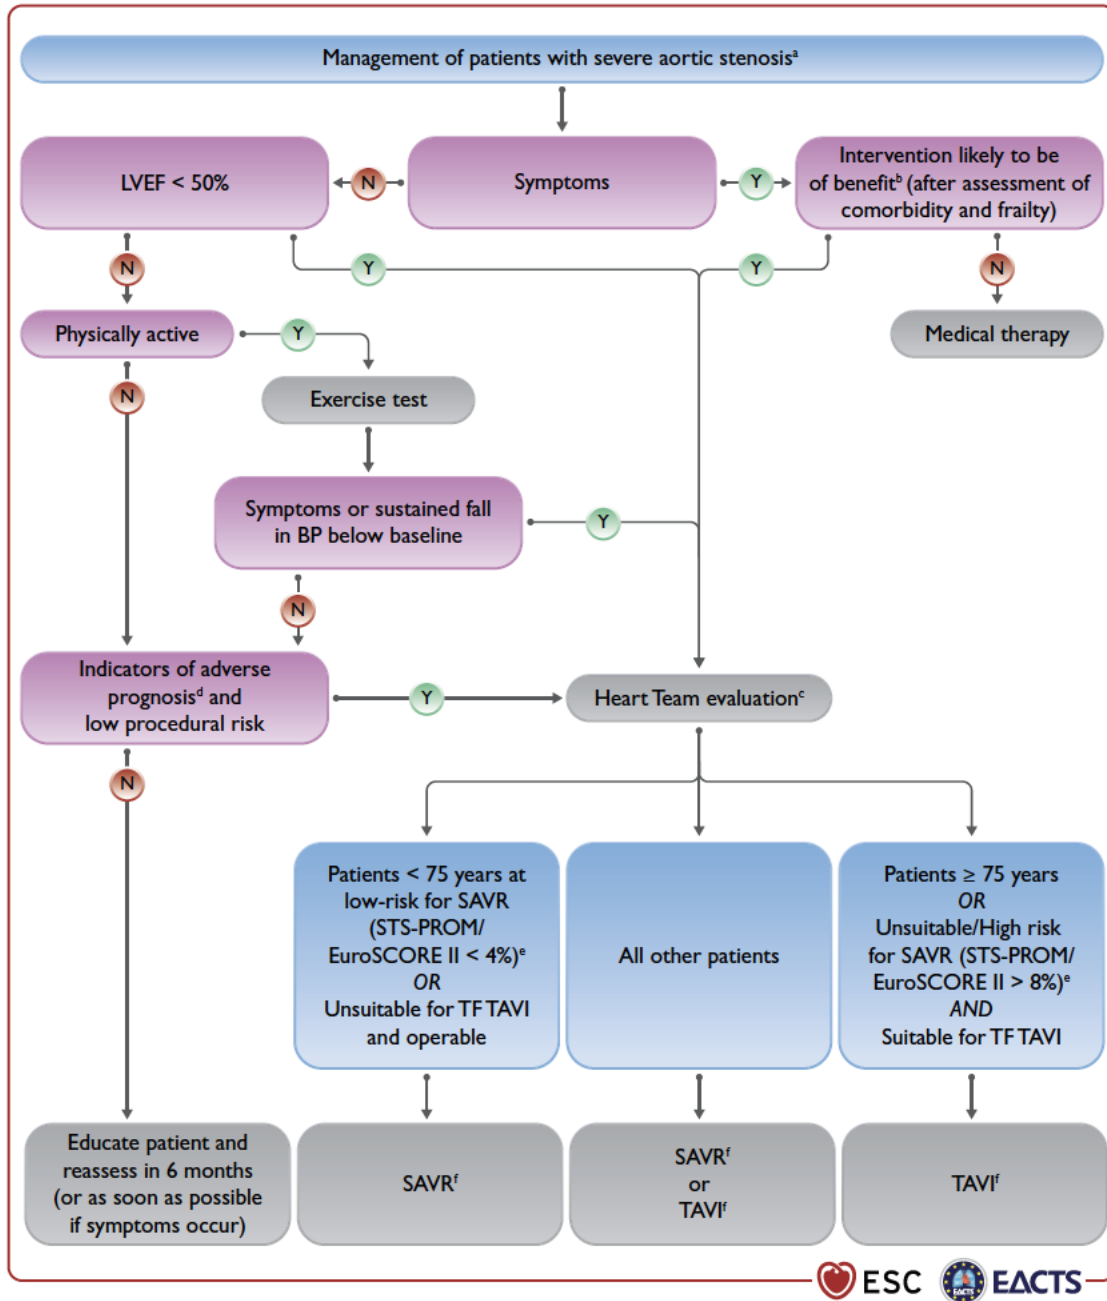 Management of patients with severe aortic stenosisᵃ
LVEF < 50%
N
Symptoms
Y
Intervention likely to be
of benefitᵇ (after assessment of
comorbidity and frailty)
N
Y
Y
N
Physically active
Y
Medical therapy
N
Exercise test
Symptoms or sustained fall
in BP below baseline
Y
N
Indicators of adverse
prognosisᵈ and
low procedural risk
Y
Heart Team evaluationᶜ
N
Patients < 75 years at
low-risk for SAVR
(STS-PROM/
EuroSCORE II < 4%)ᵉ
OR
Unsuitable for TF TAVI
and operable
All other patients
Patients ≥ 75 years
OR
Unsuitable/High risk
for SAVR (STS-PROM/
EuroSCORE II > 8%)ᵉ
AND
Suitable for TF TAVI
Educate patient and
reassess in 6 months
(or as soon as possible
if symptoms occur)
SAVRᶠ
SAVRᶠ
or
TAVIᶠ
TAVIᶠ
ESC
EACTS
EACTS